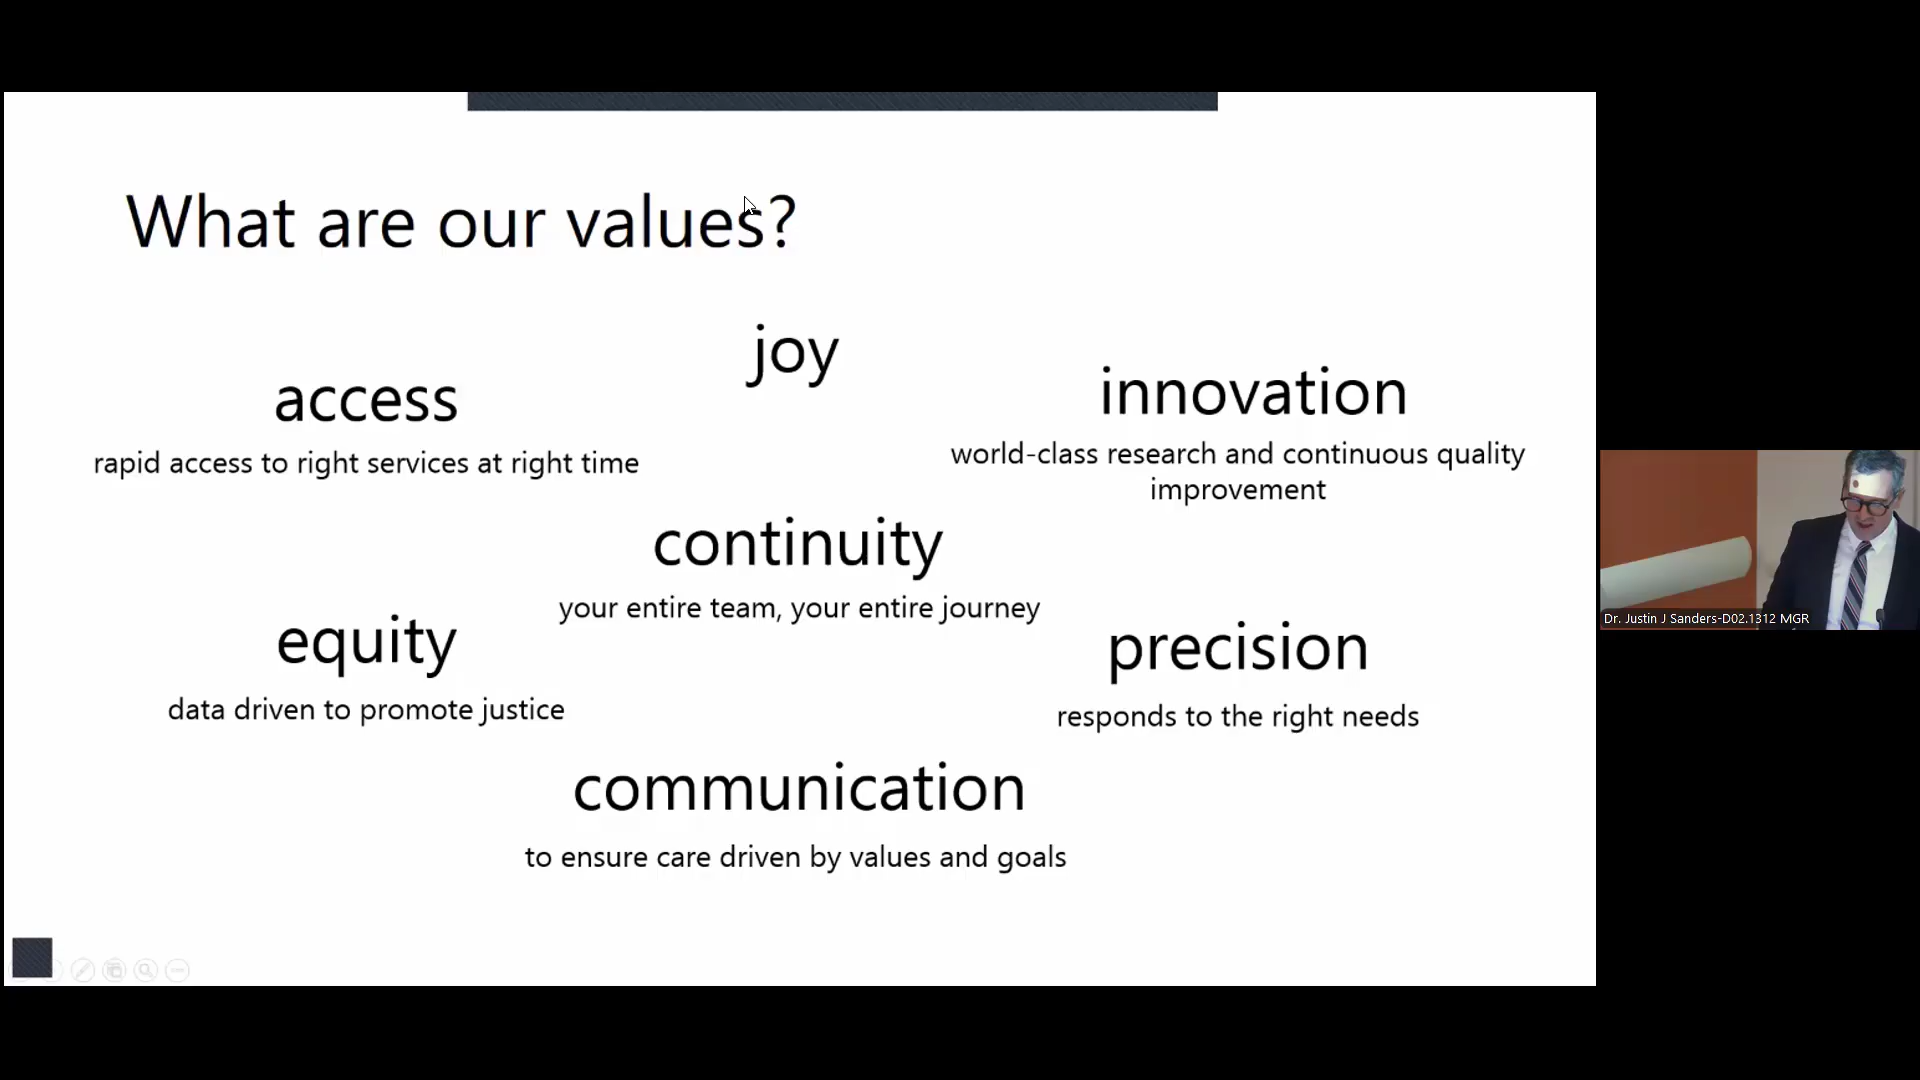 What are our values?
joy
access
rapid access to right services at right time
innovation
world-class research and continuous quality
improvement
continuity
your entire team, your entire journey
equity
data driven to promote justice
precision
responds to the right needs
communication
to ensure care driven by values and goals
Dr. Justin J Sanders-D02.1312 MGR